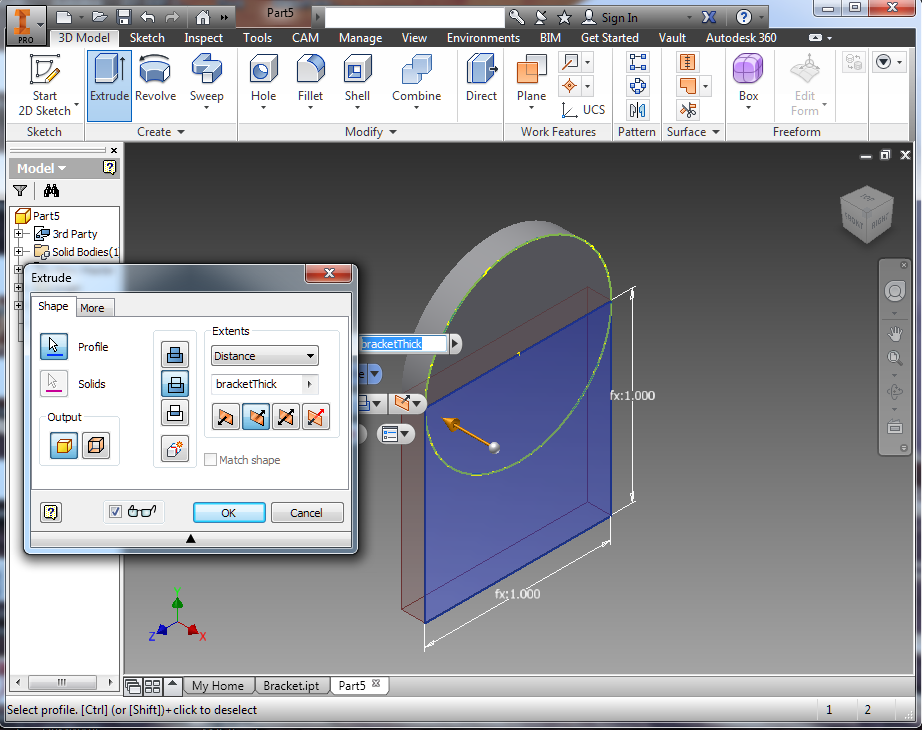 Part5
Sign In
PRO
3D Model Sketch Inspect Tools CAM Manage View Environments BIM Get Started Vault Autodesk 360
Start
2D Sketch
Extrude
Revolve
Sweep
Hole
Fillet
Shell
Combine
Direct
Plane
UCS
Box
Edit
Form
Sketch
Create
Modify
Work Features
Pattern
Surface
Freeform
Model
Part5
3rd Party
Solid Bodies(1
TOP
FRONT
RIGHT
Extrude
Shape
More
Profile
Solids
Output
Extents
Distance
bracketThick
Match shape
OK
Cancel
bracketThick
fx:1.000
fx:1.000
Y
Z
X
My Home
Bracket.ipt
Part5
Select profile. [Ctrl] (or [Shift])+click to deselect
1
2